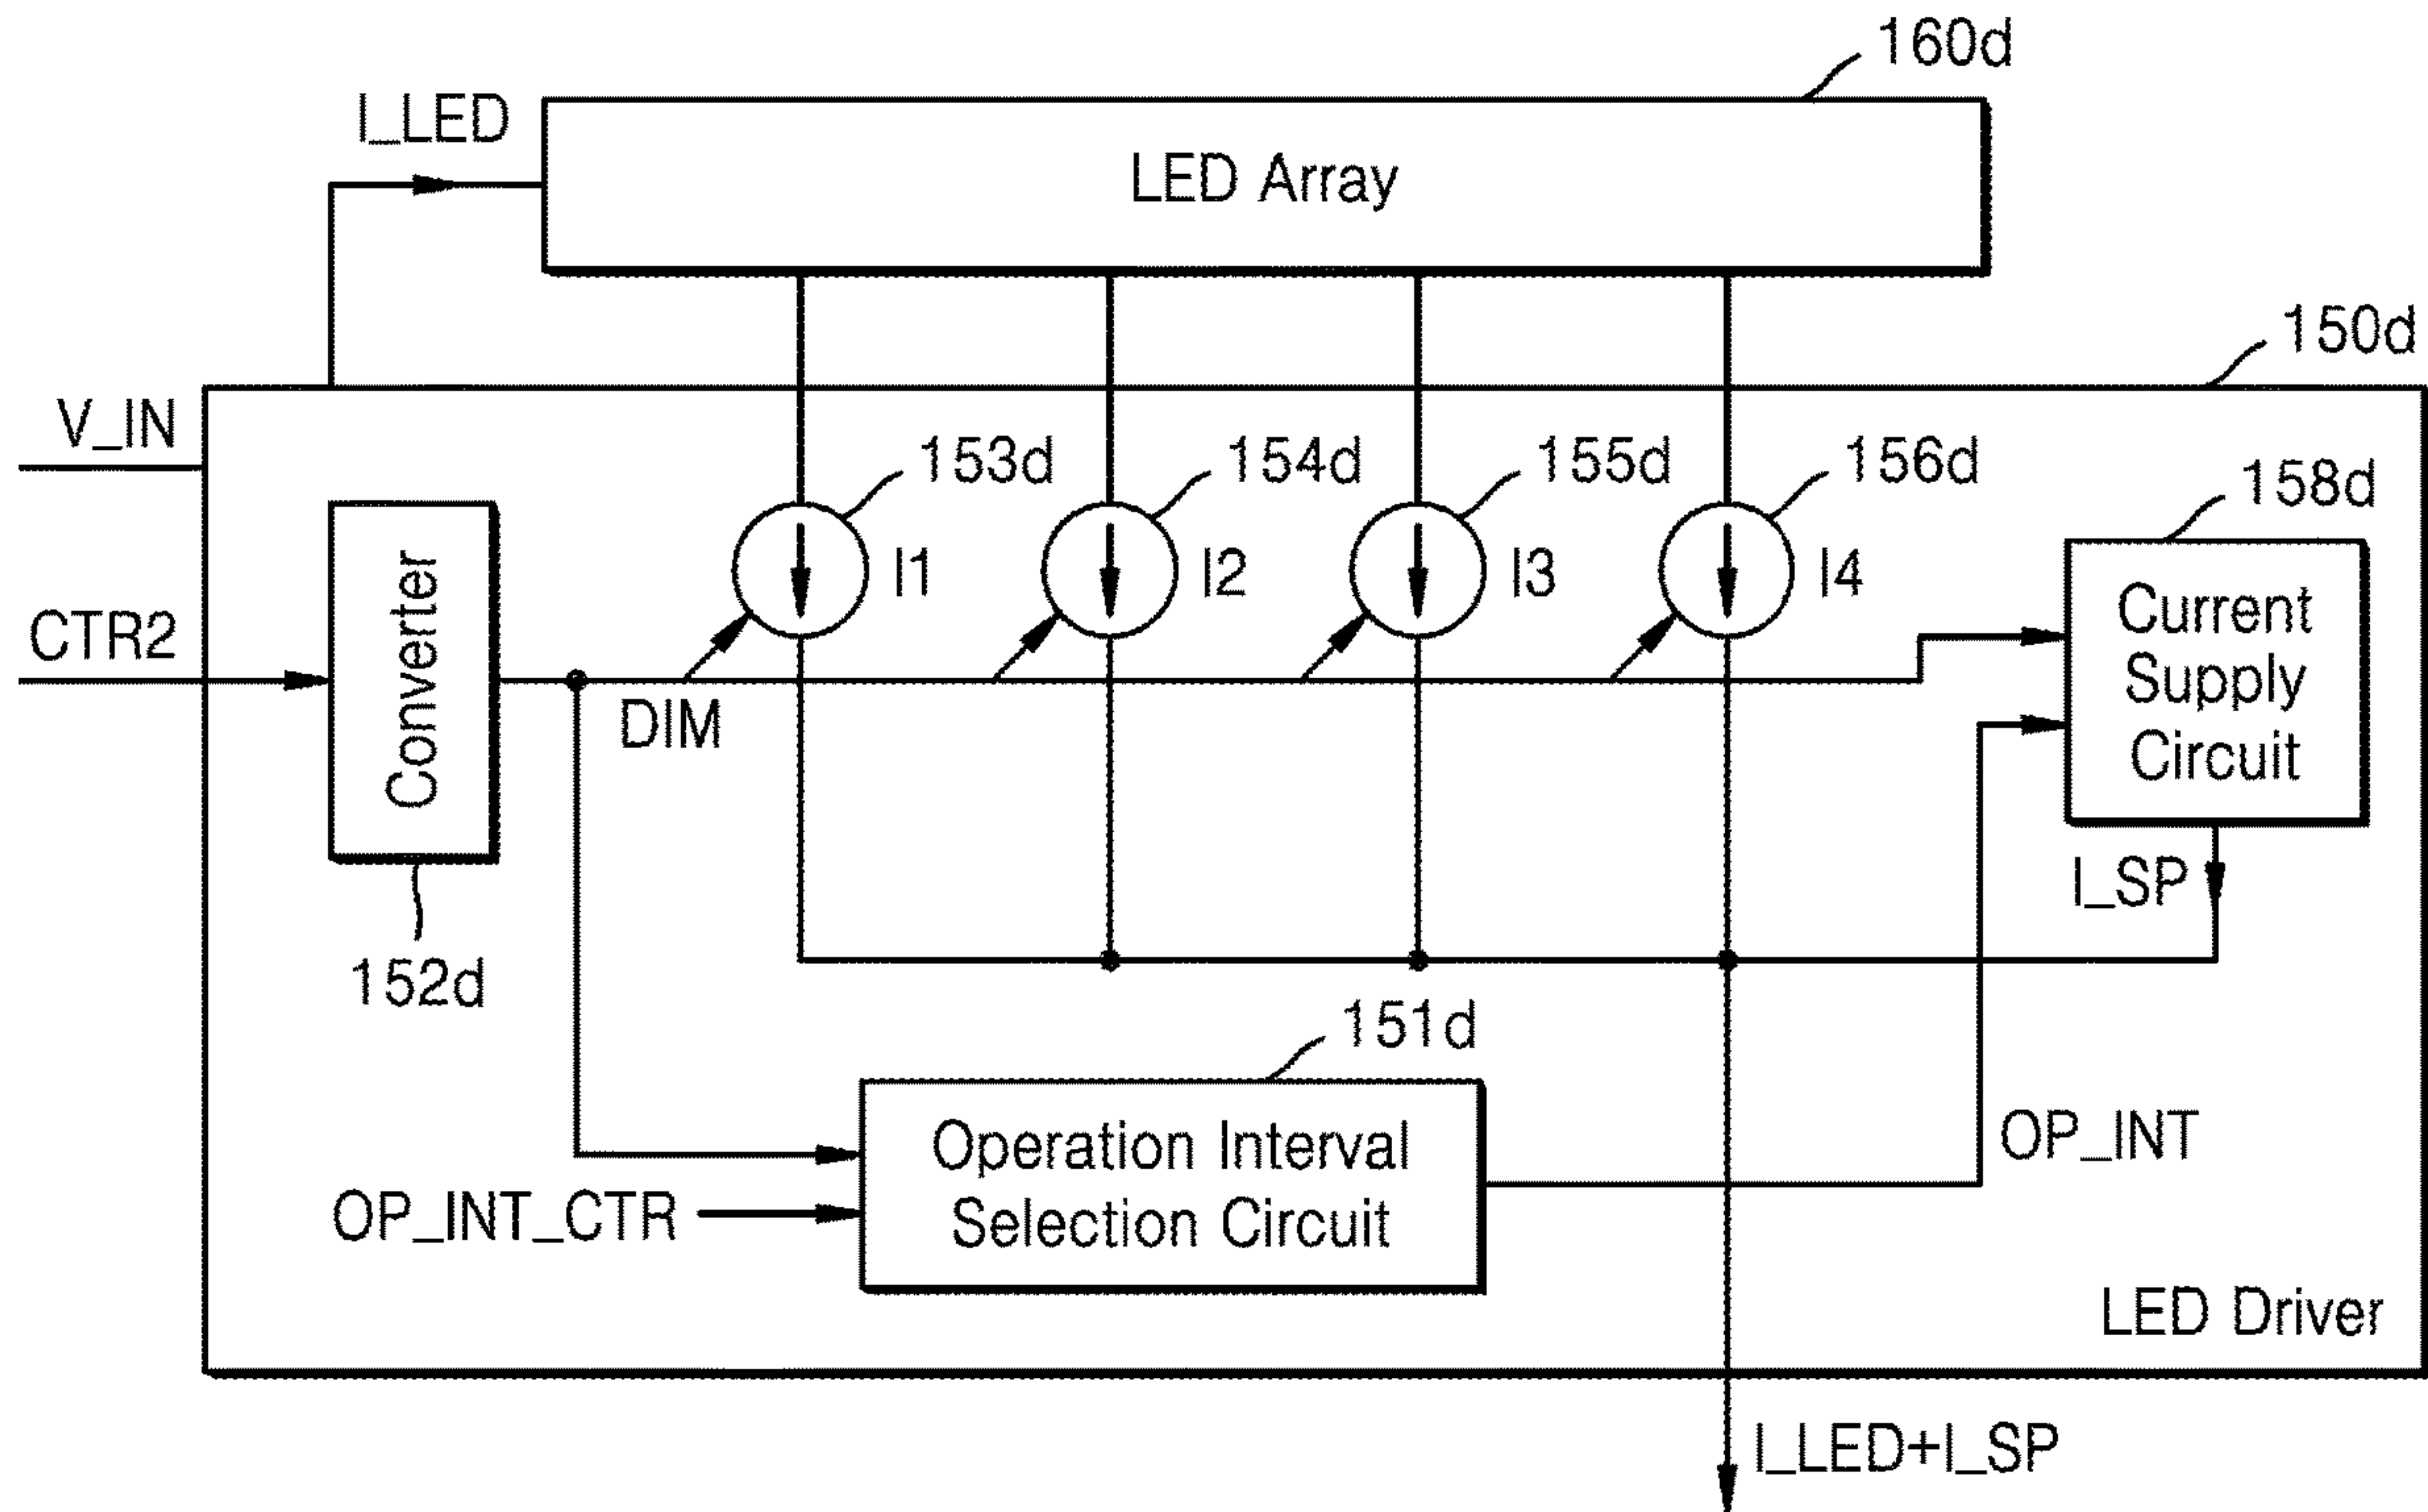 160d
I_LED
LED Array
150d
V_IN
153d
154d
155d
156d
158d
I1
I2
I3
I4
Current
Supply
Circuit
CTR2
Converter
DIM
I_SP
152d
151d
Operation Interval
Selection Circuit
OP_INT
OP_INT_CTR
LED Driver
I_LED+I_SP